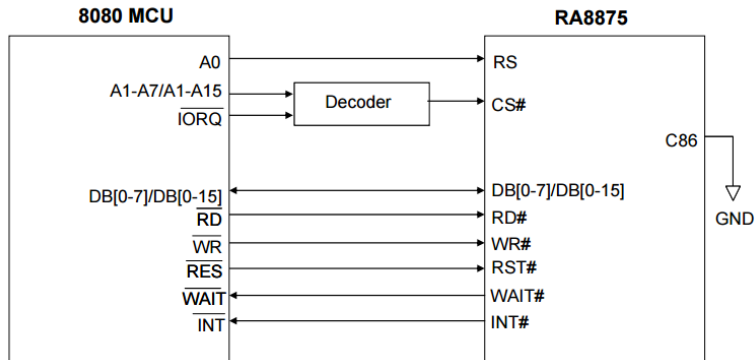 8080 MCU
RA8875
A0
RS
A1-A7/A1-A15
IORQ
Decoder
CS#
C86
GND
DB[0-7]/DB[0-15]
DB[0-7]/DB[0-15]
RD
RD#
WR
WR#
RES
RST#
WAIT
WAIT#
INT
INT#